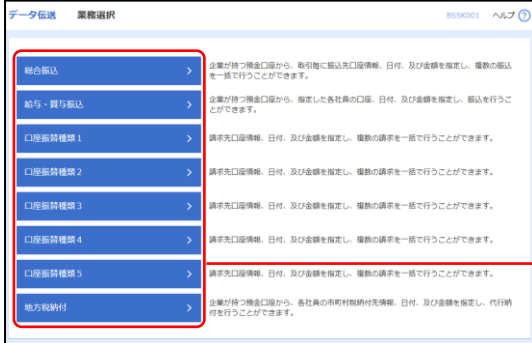 データ伝送 業務選択 BSSK001 ヘルプ ?
総合振込
企業が持つ預金口座から、取引毎に振込先口座情報、日付、及び金額を指定し、複数の振込
を一括で行うことができます。
給与・賞与振込
企業が持つ預金口座から、指定した各社員の口座、日付、及び金額を指定し、振込を行うこ
とができます。
口座振替種類1
請求先口座情報、日付、及び金額を指定し、複数の請求を一括で行うことができます。
口座振替種類2
請求先口座情報、日付、及び金額を指定し、複数の請求を一括で行うことができます。
口座振替種類3
請求先口座情報、日付、及び金額を指定し、複数の請求を一括で行うことができます。
口座振替種類4
請求先口座情報、日付、及び金額を指定し、複数の請求を一括で行うことができます。
口座振替種類5
請求先口座情報、日付、及び金額を指定し、複数の請求を一括で行うことができます。
地方税納付
企業が持つ預金口座から、各社員の市町村税納付先情報、日付、及び金額を指定し、代行納
付を行うことができます。